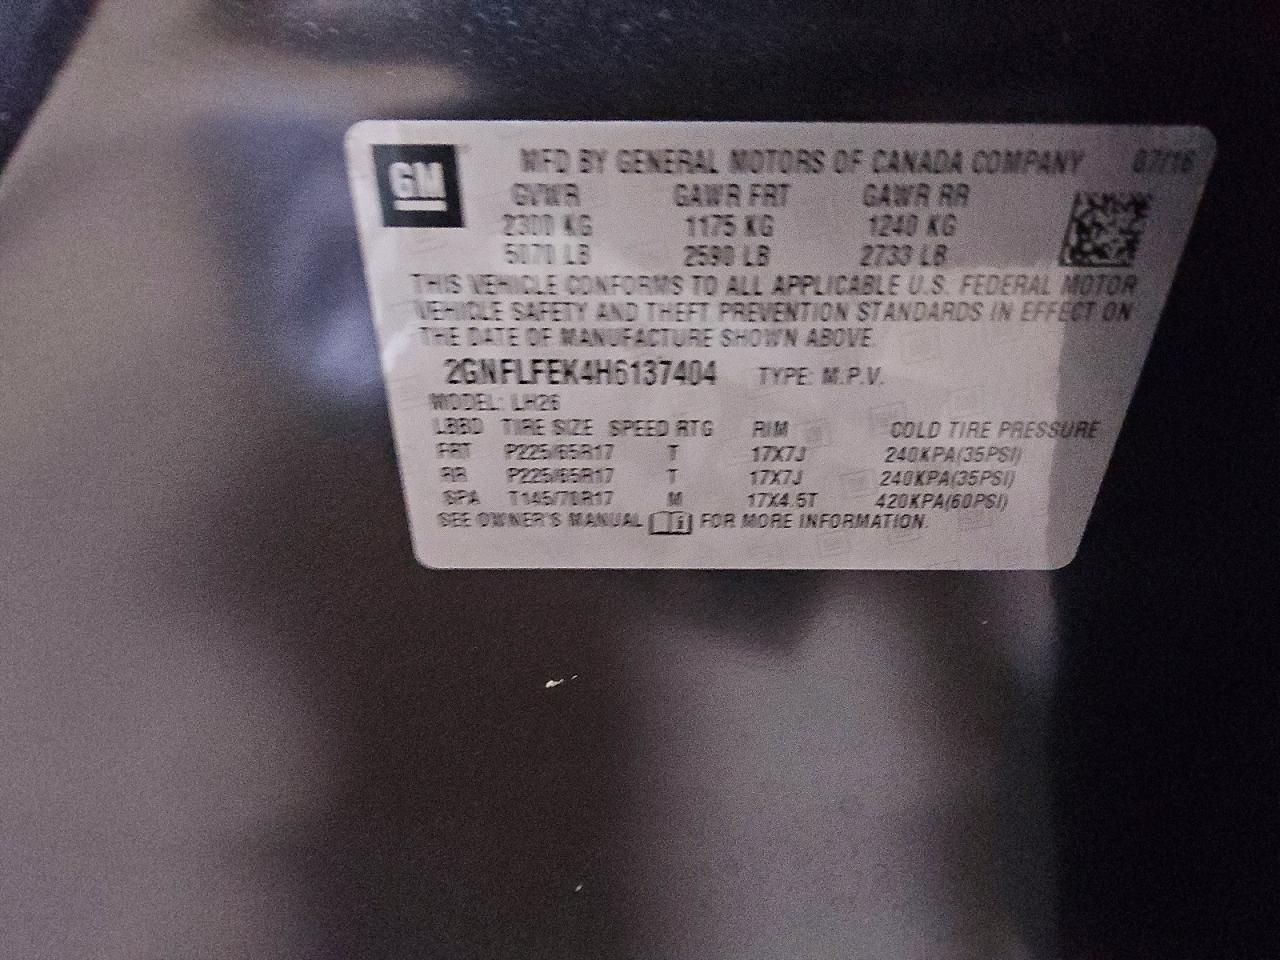 GM
MFD BY GENERAL MOTORS OF CANADA COMPANY 07/16
GVWR GAWR FRT GAWR RR
2300 KG 1175 KG 1240 KG
5070 LB 2590 LB 2733 LB
THIS VEHICLE CONFORMS TO ALL APPLICABLE U.S. FEDERAL MOTOR
VEHICLE SAFETY AND THEFT PREVENTION STANDARDS IN EFFECT ON
THE DATE OF MANUFACTURE SHOWN ABOVE.
2GNFLFEK4H6137404 TYPE: M.P.V.
MODEL: LH26
LBBD TIRE SIZE SPEED RTG RIM COLD TIRE PRESSURE
FRT P225/65R17 T 17X7J 240KPA(35PSI)
RR P225/65R17 T 17X7J 240KPA(35PSI)
SPA T145/70R17 M 17X4.5T 420KPA(60PSI)
SEE OWNER'S MANUAL FOR MORE INFORMATION.